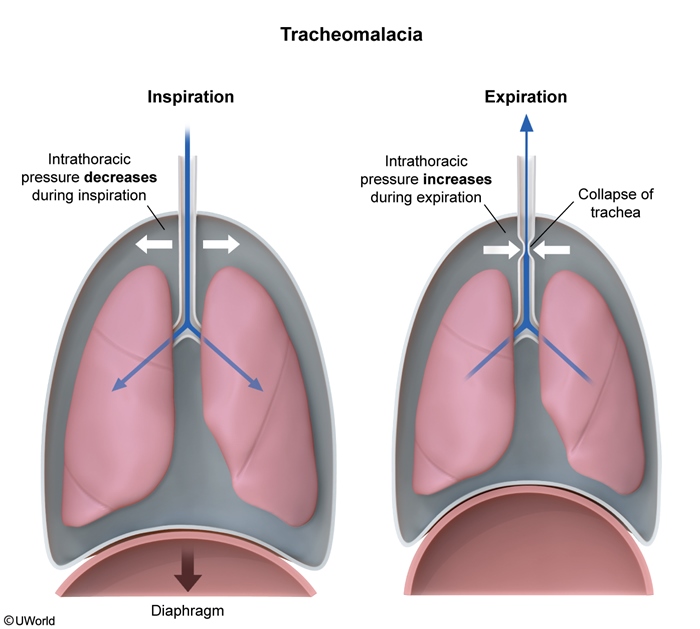 Tracheomalacia
Inspiration
Intrathoracic
pressure decreases
during inspiration
Diaphragm
Expiration
Intrathoracic
pressure increases
during expiration
Collapse of
trachea
©UWorld